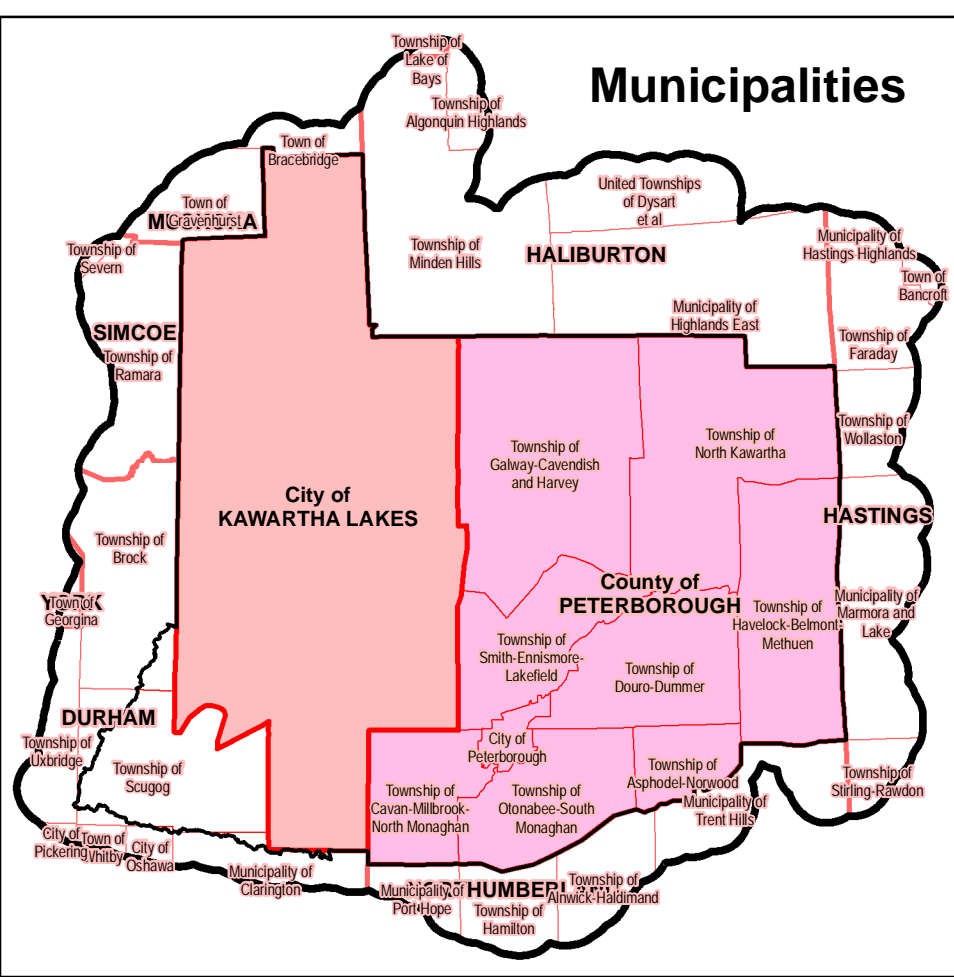 Municipalities
Township of
Lake of
Bays
Township of
Algonquin Highlands
Town of
Bracebridge
United Townships
of Dysart
et al
Town of
Gravenhurst
Township of
Severn
Township of
Minden Hills
HALIBURTON
Municipality of
Hastings Highlands
Town of
Bancroft
SIMCOE
Township of
Ramara
Municipality of
Highlands East
Township of
Faraday
Township of
Galway-Cavendish
and Harvey
Township of
North Kawartha
Township of
Wollaston
City of
KAWARTHA LAKES
HASTINGS
Township of
Brock
Town of
Georgina
County of
PETERBOROUGH
Township of
Havelock-Belmont-
Methuen
Municipality of
Marmora and
Lake
Township of
Smith-Ennismore-
Lakefield
Township of
Douro-Dummer
DURHAM
Township of
Uxbridge
Township of
Scugog
City of
Peterborough
Township of
Cavan-Millbrook-
North Monaghan
Township of
Otonabee-South
Monaghan
Township of
Asphodel-Norwood
Municipality of
Trent Hills
Township of
Stirling-Rawdon
City of
Pickering
Town of
Whitby
City of
Oshawa
Municipality of
Clarington
Municipality of
Port Hope
Township of
Hamilton
Township of
Alnwick-Haldimand